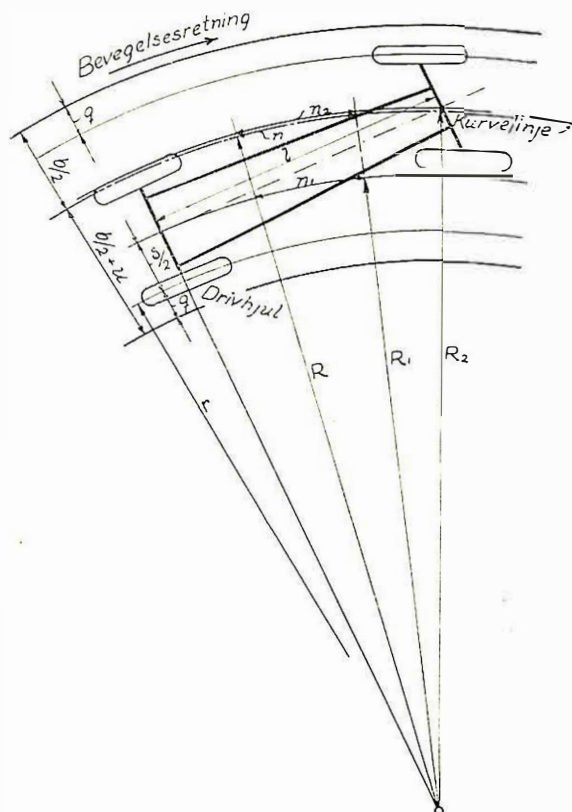 Bevegelsesretning
q
b/2
n2
n
Kurvelinje
l
n1
b/2 + u
s/2
q
Drivhjul
r
R
R1
R2